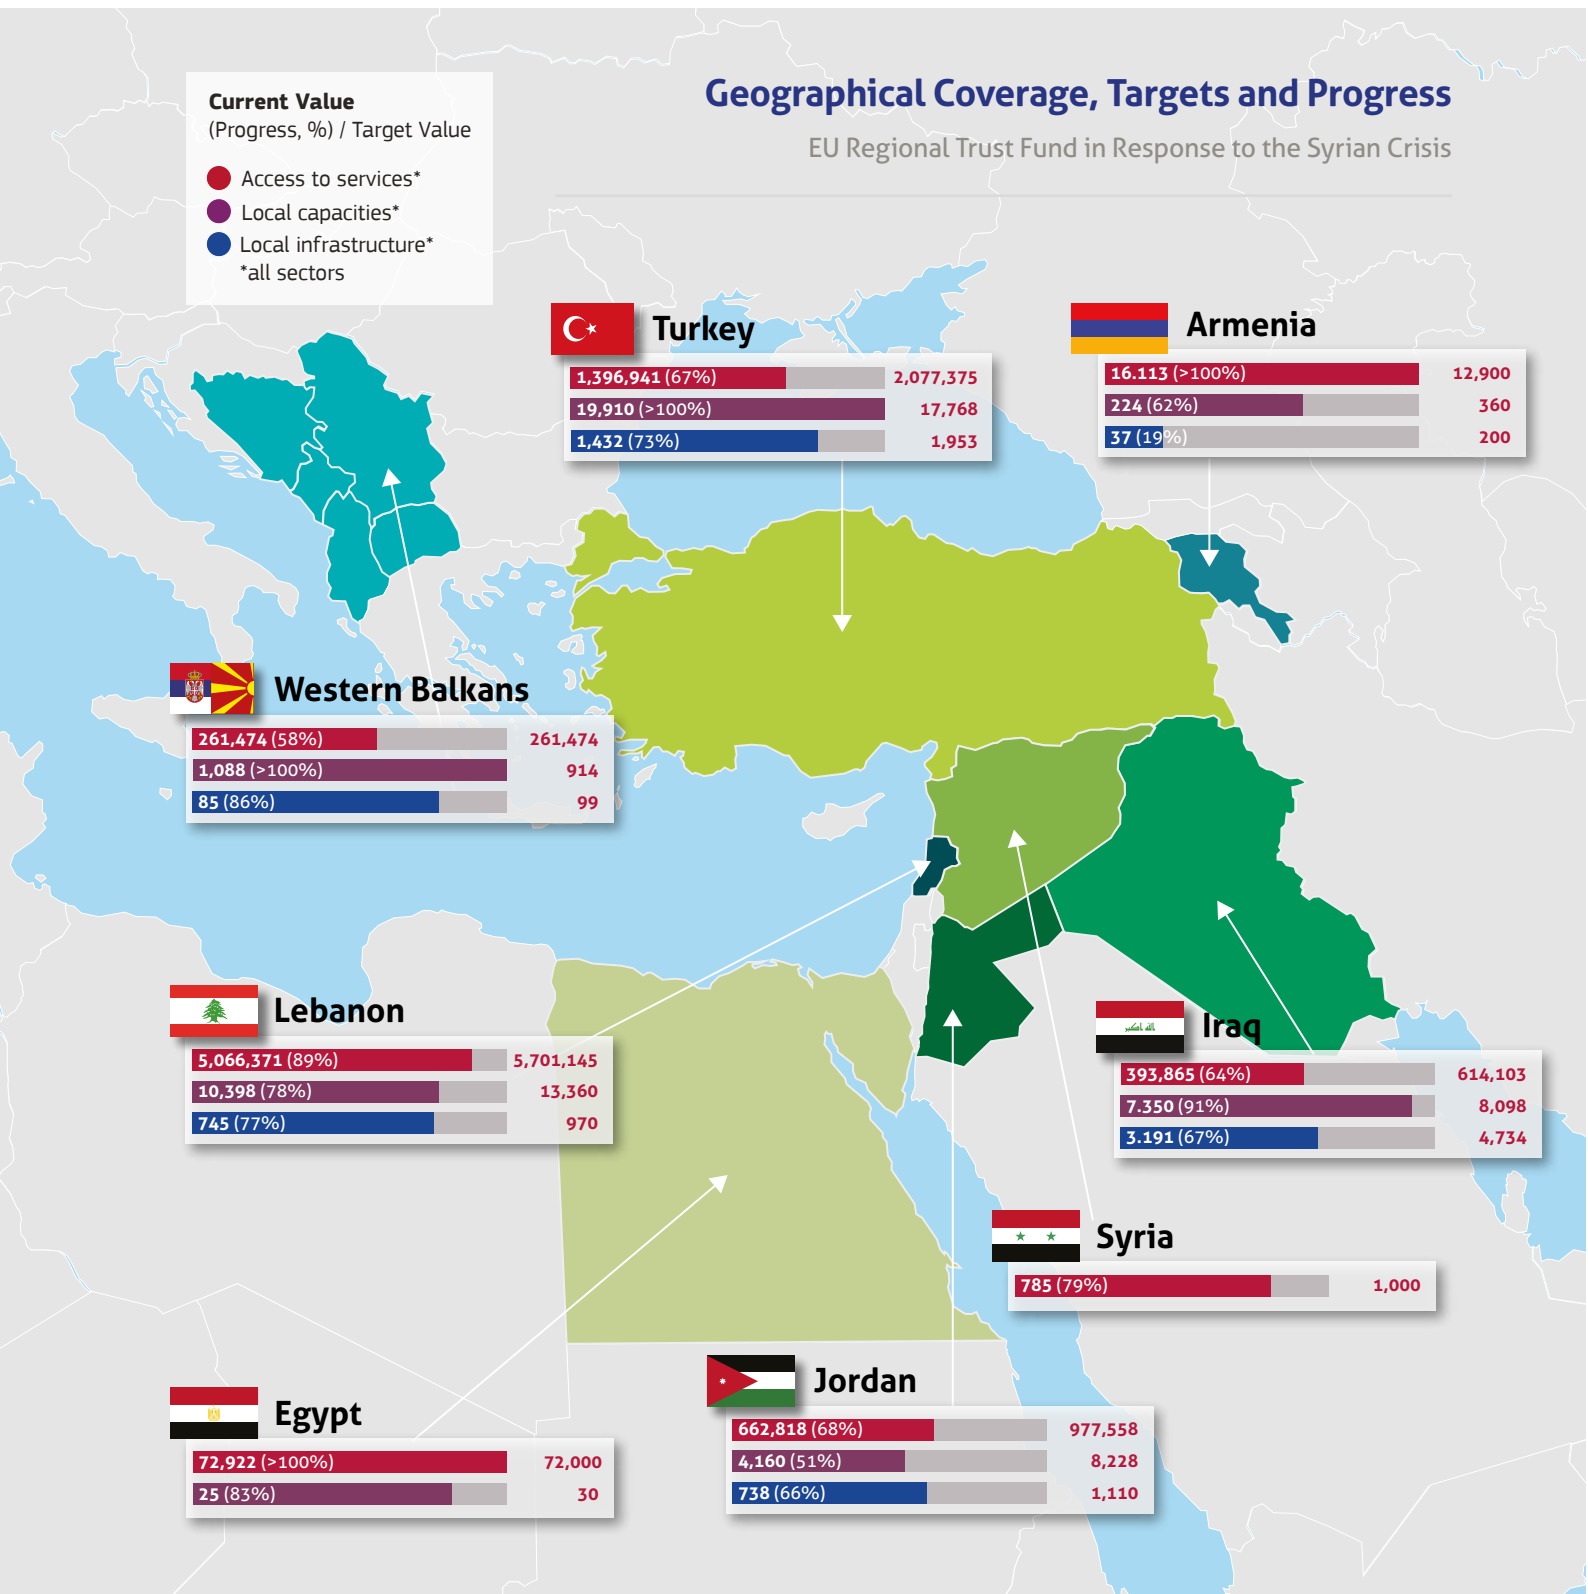 Geographical Coverage, Targets and Progress
EU Regional Trust Fund in Response to the Syrian Crisis
Current Value
(Progress, %) / Target Value
Access to services*
Local capacities*
Local infrastructure*
*all sectors
Turkey
1,396,941 (67%) 2,077,375
19,910 (>100%) 17,768
1,432 (73%) 1,953
Armenia
16.113 (>100%) 12,900
224 (62%) 360
37 (19%) 200
Western Balkans
261,474 (58%) 261,474
1,088 (>100%) 914
85 (86%) 99
Lebanon
5,066,371 (89%) 5,701,145
10,398 (78%) 13,360
745 (77%) 970
Iraq
393,865 (64%) 614,103
7.350 (91%) 8,098
3.191 (67%) 4,734
Syria
785 (79%) 1,000
Egypt
72,922 (>100%) 72,000
25 (83%) 30
Jordan
662,818 (68%) 977,558
4,160 (51%) 8,228
738 (66%) 1,110